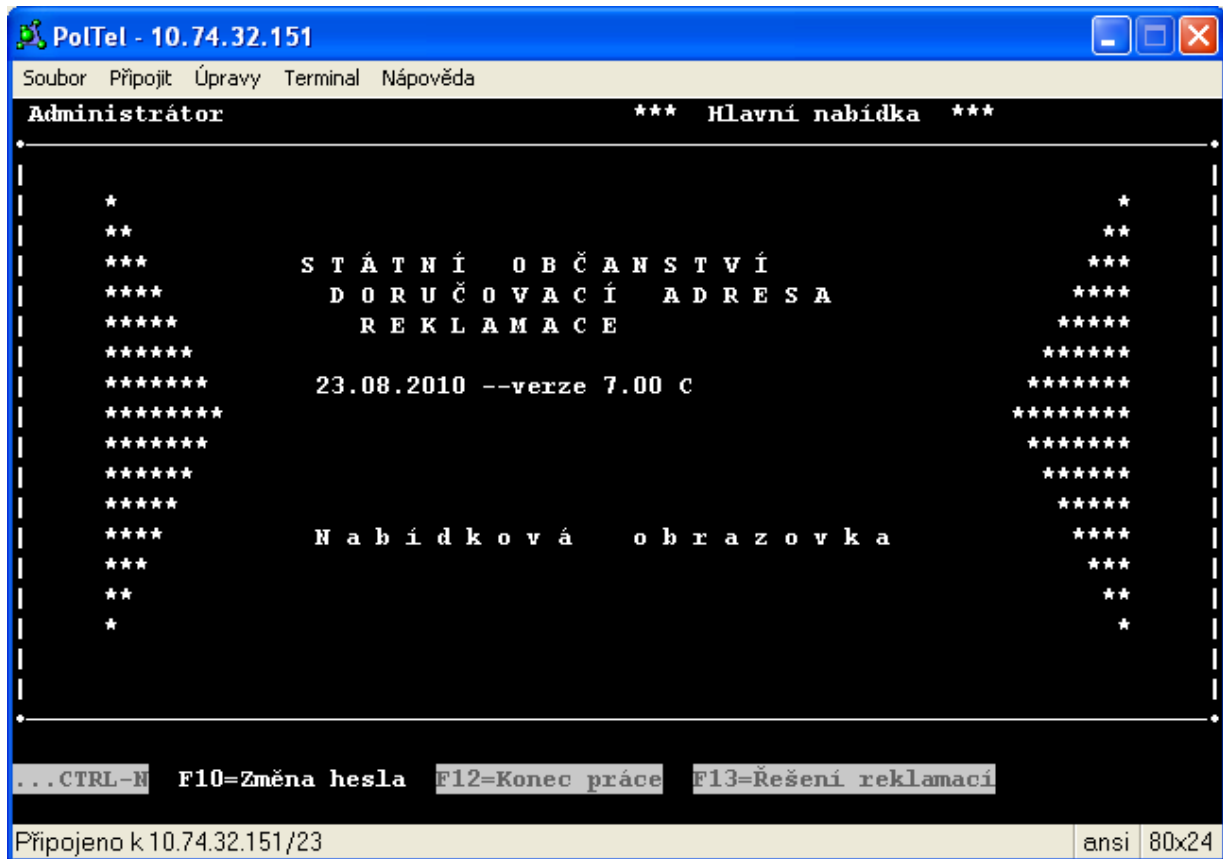 PolTel - 10.74.32.151
Soubor Připojit Úpravy Terminal Nápověda
Administrátor *** Hlavní nabídka ***
* *
** **
*** S T Á T N Í O B Č A N S T V Í ***
**** D O R U Č O V A C Í A D R E S A ****
***** R E K L A M A C E *****
****** ******
******* 23.08.2010 --verze 7.00 C *******
******** ********
******* *******
****** ******
***** *****
**** N a b í d k o v á o b r a z o v k a ****
*** ***
** **
* *
...CTRL-N F10=Změna hesla F12=Konec práce F13=Řešení reklamací
Připojeno k 10.74.32.151/23 ansi 80x24